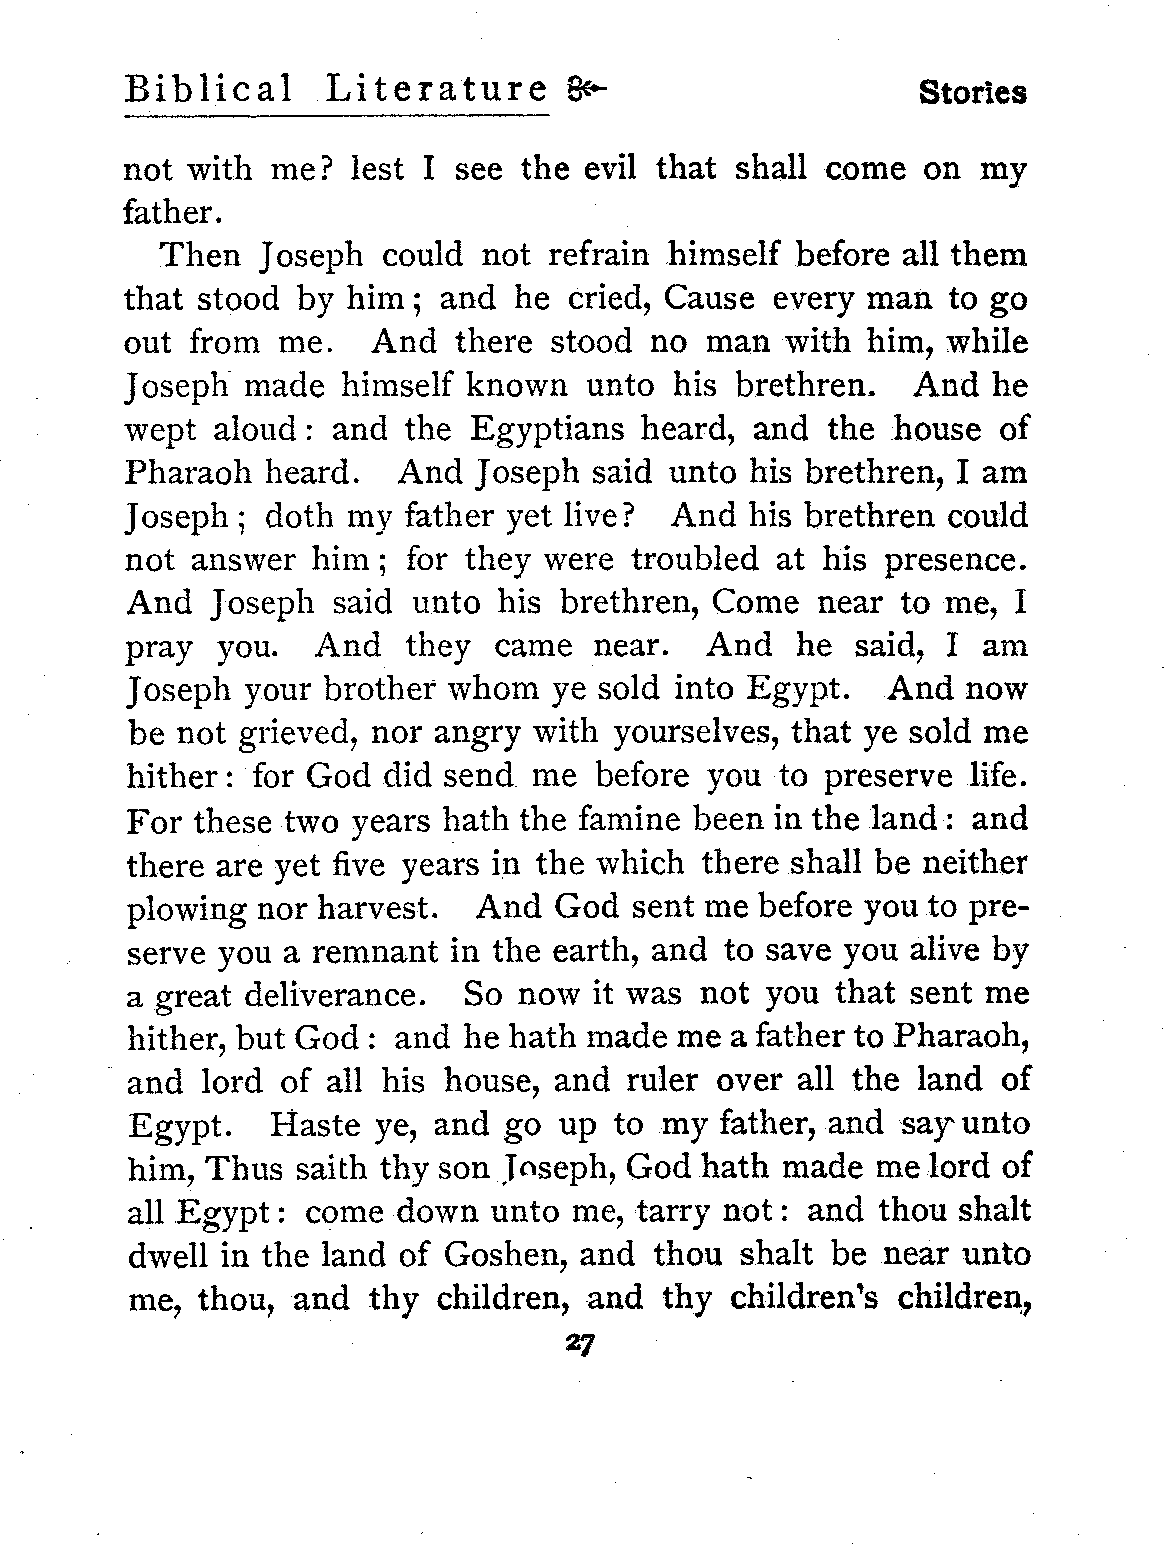 Biblical Literature Stories
not with me? lest I see the evil that shall come on my
father.
Then Joseph could not refrain himself before all them
that stood by him; and he cried, Cause every man to go
out from me. And there stood no man with him, while
Joseph made himself known unto his brethren. And he
wept aloud: and the Egyptians heard, and the house of
Pharaoh heard. And Joseph said unto his brethren, I am
Joseph; doth my father yet live? And his brethren could
not answer him; for they were troubled at his presence.
And Joseph said unto his brethren, Come near to me, I
pray you. And they came near. And he said, I am
Joseph your brother whom ye sold into Egypt. And now
be not grieved, nor angry with yourselves, that ye sold me
hither: for God did send me before you to preserve life.
For these two years hath the famine been in the land: and
there are yet five years in the which there shall be neither
plowing nor harvest. And God sent me before you to pre-
serve you a remnant in the earth, and to save you alive by
a great deliverance. So now it was not you that sent me
hither, but God: and he hath made me a father to Pharaoh,
and lord of all his house, and ruler over all the land of
Egypt. Haste ye, and go up to my father, and say unto
him, Thus saith thy son Joseph, God hath made me lord of
all Egypt: come down unto me, tarry not: and thou shalt
dwell in the land of Goshen, and thou shalt be near unto
me, thou, and thy children, and thy children's children,
27